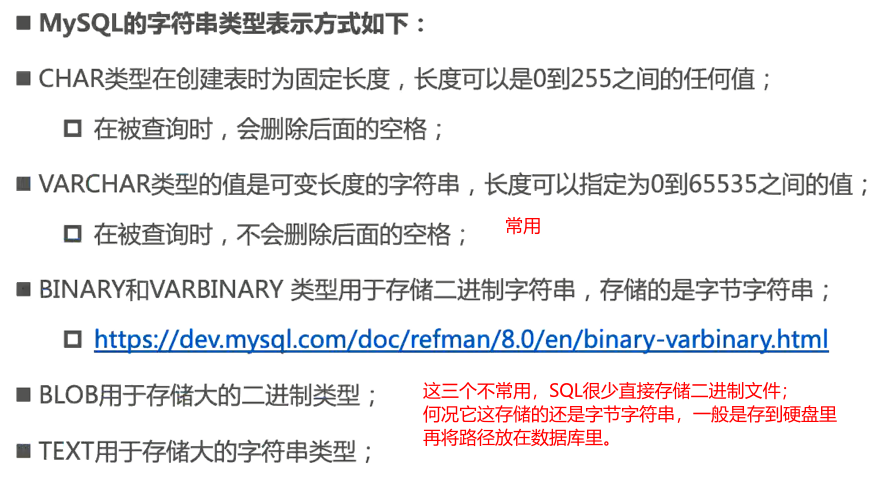 ■ MySQL的字符串类型表示方式如下：
■ CHAR类型在创建表时为固定长度，长度可以是0到255之间的任何值；
在被查询时，会删除后面的空格；
■ VARCHAR类型的值是可变长度的字符串，长度可以指定为0到65535之间的值；
在被查询时，不会删除后面的空格；
常用
■ BINARY和VARBINARY 类型用于存储二进制字符串，存储的是字节字符串；
https://dev.mysql.com/doc/refman/8.0/en/binary-varbinary.html
■ BLOB用于存储大的二进制类型；
这三个不常用，SQL很少直接存储二进制文件；
何况它这存储的还是字节字符串，一般是存到硬盘里
再将路径放在数据库里。
■ TEXT用于存储大的字符串类型；